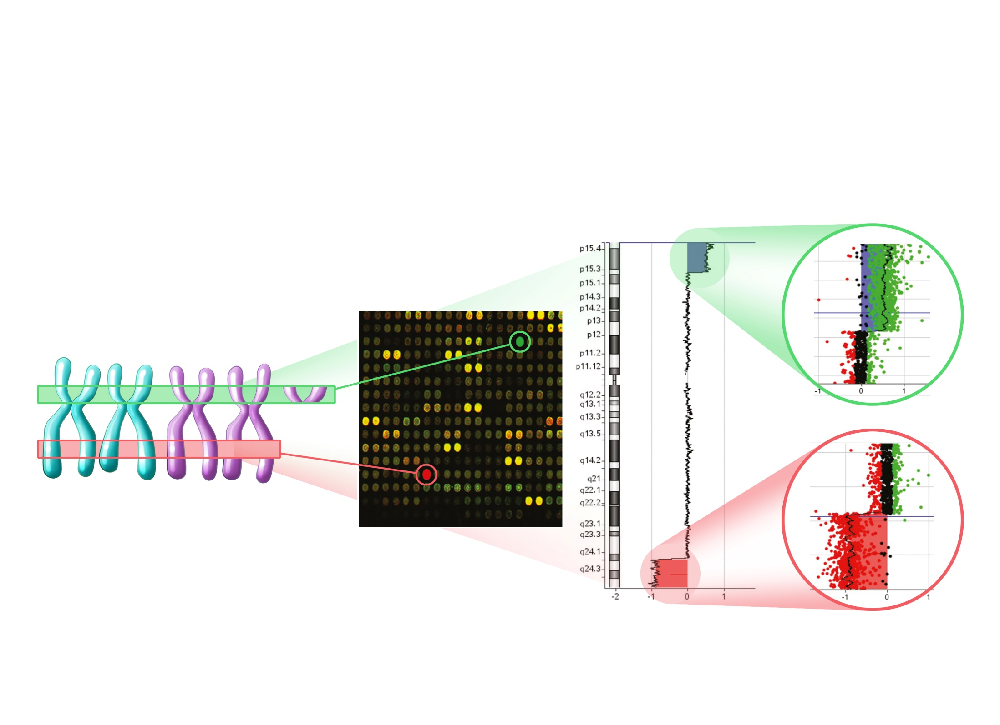 p15.4
p15.3
p15.1
p14.3
p14.2
p13
p12
p11.2
p11.12
q12.2
q13.1
q13.3
q13.5
q14.2
q21
q22.1
q22.2
q23.1
q23.3
q24.1
q24.3
-2 -1 0 1
-1 0 1
-1 0 1